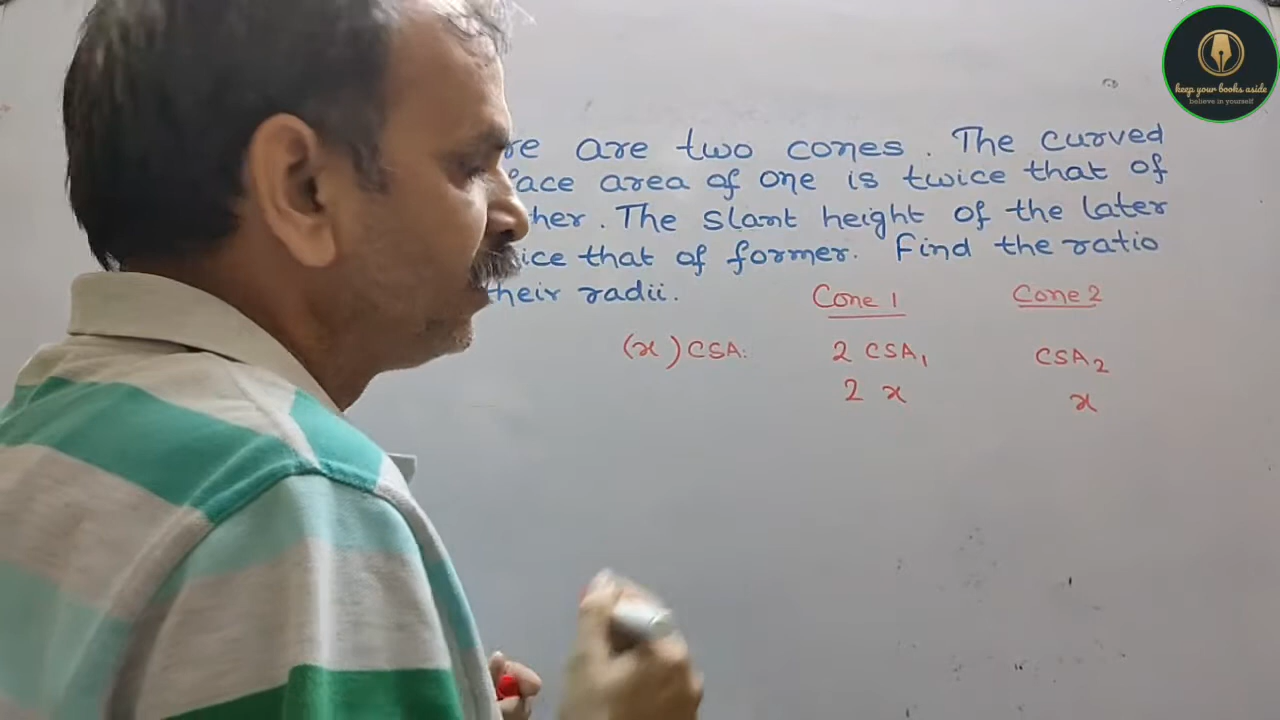 keep your books aside
believe in yourself
re are two cones. The curved
face area of one is twice that of
ther. The slant height of the later
ice that of former. Find the ratio
their radii.
Cone 1 Cone 2
(x) CSA: 2 CSA1 CSA2
2 x x